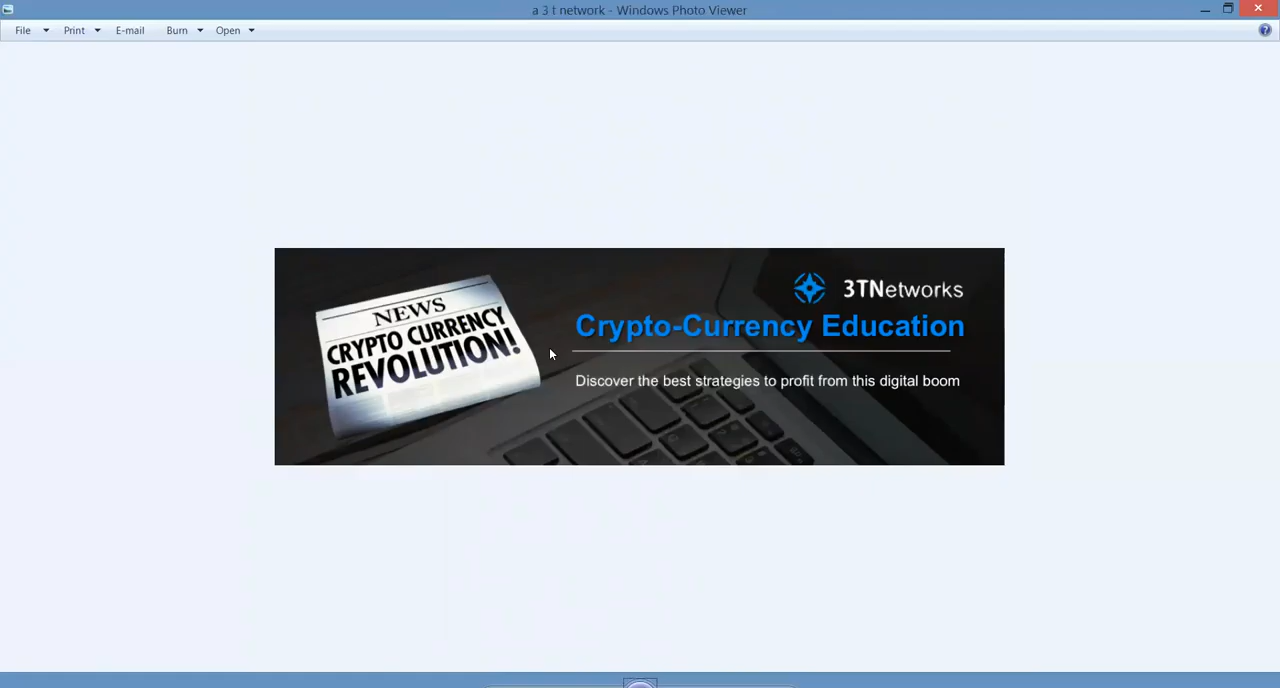 a 3 t network - Windows Photo Viewer
File Print E-mail Burn Open
NEWS
CRYPTO CURRENCY
REVOLUTION!
3TNetworks
Crypto-Currency Education
Discover the best strategies to profit from this digital boom